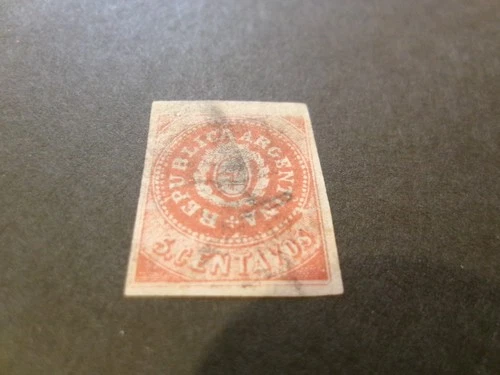 REPUBLICA ARGENTINA
5. CENTAVOS.